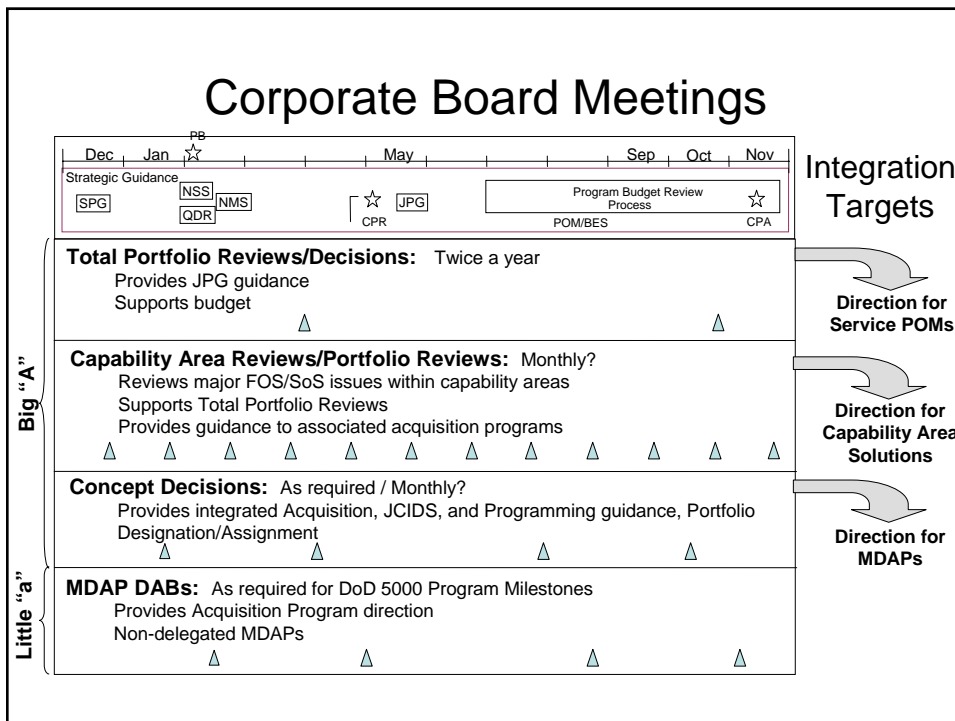 Corporate Board Meetings
PB
Dec Jan May Sep Oct Nov
Strategic Guidance
SPG
NSS
QDR
NMS
CPR
JPG
Program Budget Review
Process
POM/BES
CPA
Integration
Targets
Big “A”
Total Portfolio Reviews/Decisions: Twice a year
Provides JPG guidance
Supports budget
Direction for
Service POMs
Capability Area Reviews/Portfolio Reviews: Monthly?
Reviews major FOS/SoS issues within capability areas
Supports Total Portfolio Reviews
Provides guidance to associated acquisition programs
Direction for
Capability Area
Solutions
Concept Decisions: As required / Monthly?
Provides integrated Acquisition, JCIDS, and Programming guidance, Portfolio
Designation/Assignment
Direction for
MDAPs
Little “a”
MDAP DABs: As required for DoD 5000 Program Milestones
Provides Acquisition Program direction
Non-delegated MDAPs